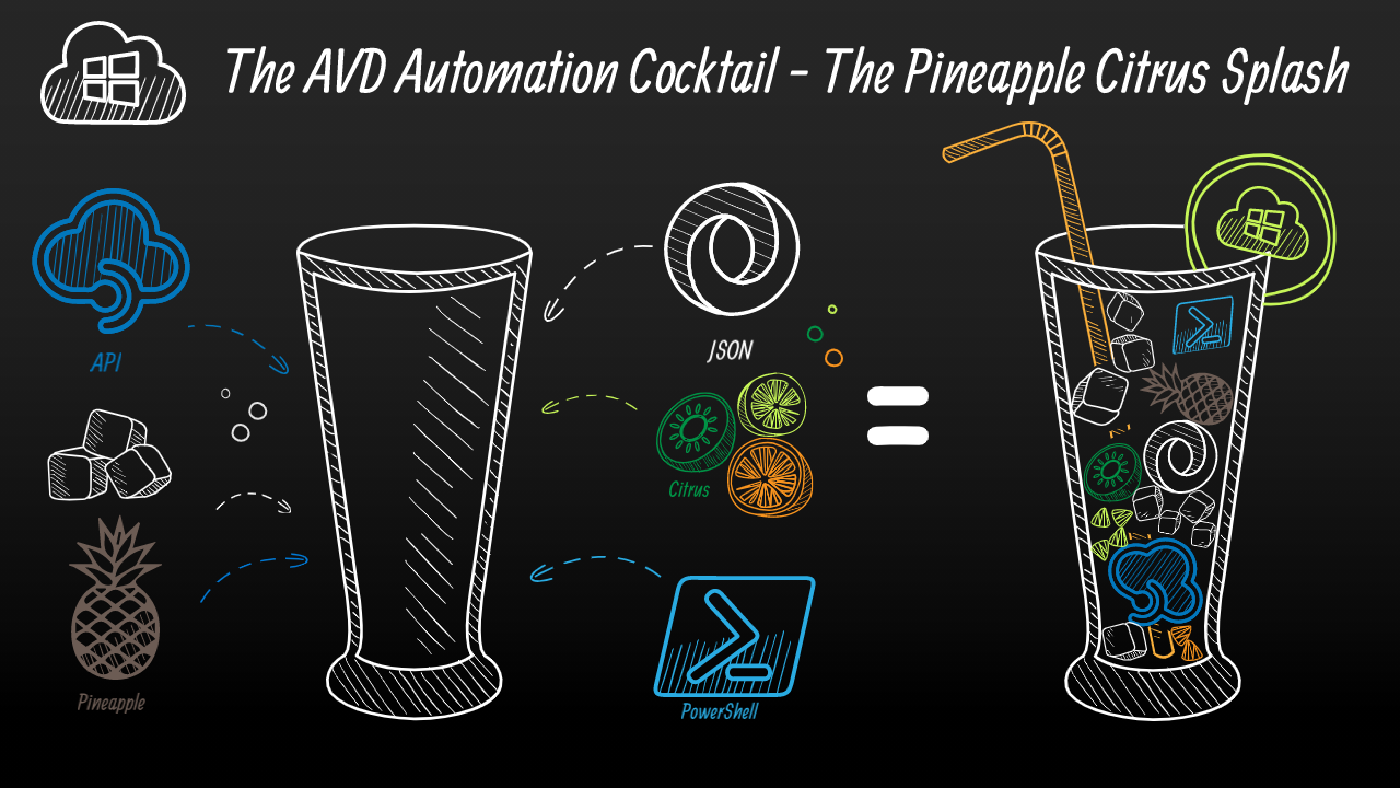 The AVD Automation Cocktail - The Pineapple Citrus Splash
API
JSON
Citrus
Pineapple
PowerShell